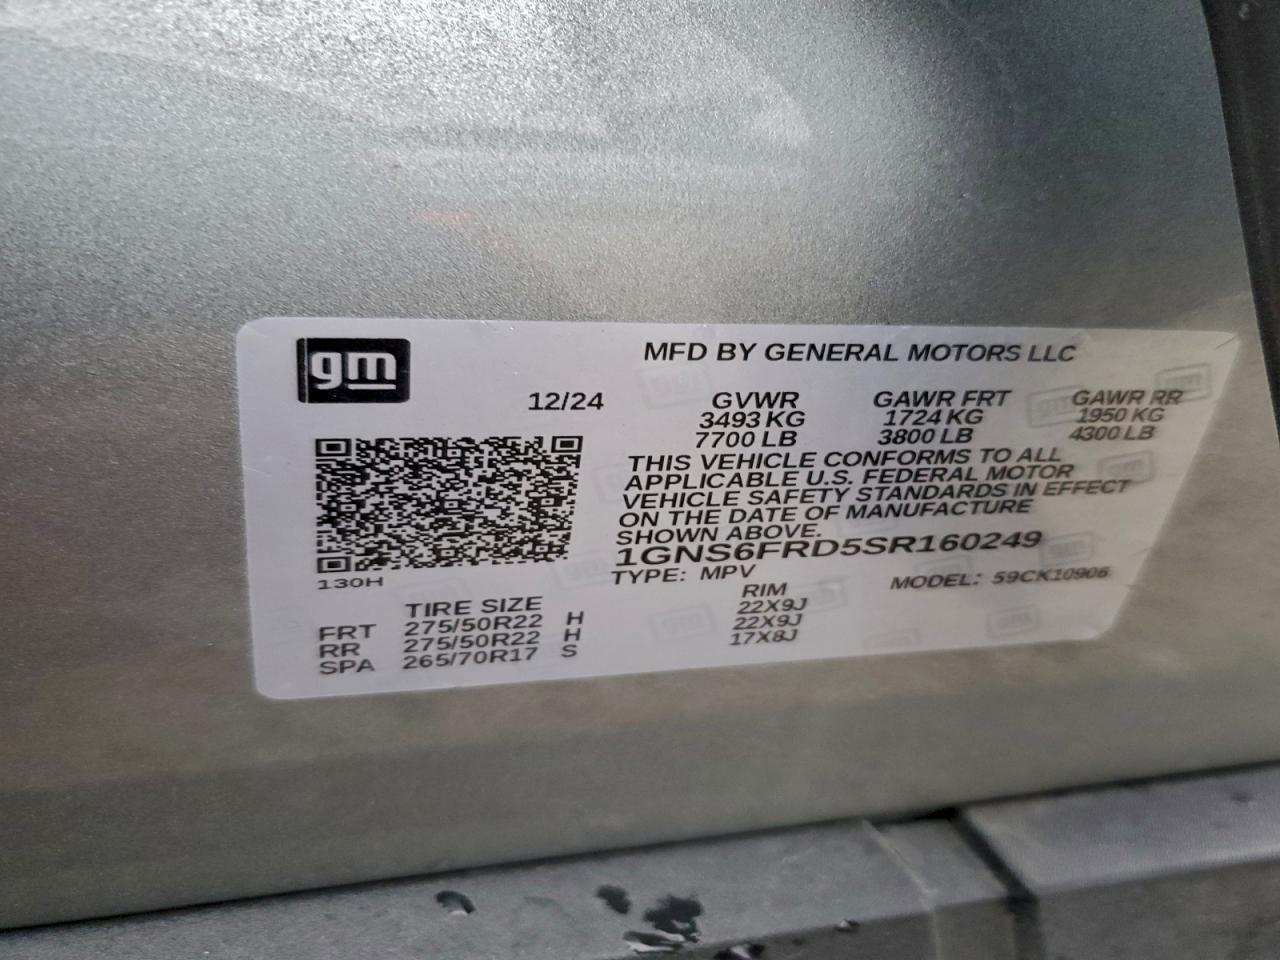 gm
MFD BY GENERAL MOTORS LLC
12/24 GVWR GAWR FRT GAWR RR
3493 KG 1724 KG 1950 KG
7700 LB 3800 LB 4300 LB
THIS VEHICLE CONFORMS TO ALL
APPLICABLE U.S. FEDERAL MOTOR
VEHICLE SAFETY STANDARDS IN EFFECT
ON THE DATE OF MANUFACTURE
SHOWN ABOVE.
1GNS6FRD5SR160249
130H
TYPE: MPV MODEL: 59CK10906
TIRE SIZE RIM
FRT 275/50R22 H 22X9J
RR 275/50R22 H 22X9J
SPA 265/70R17 S 17X8J